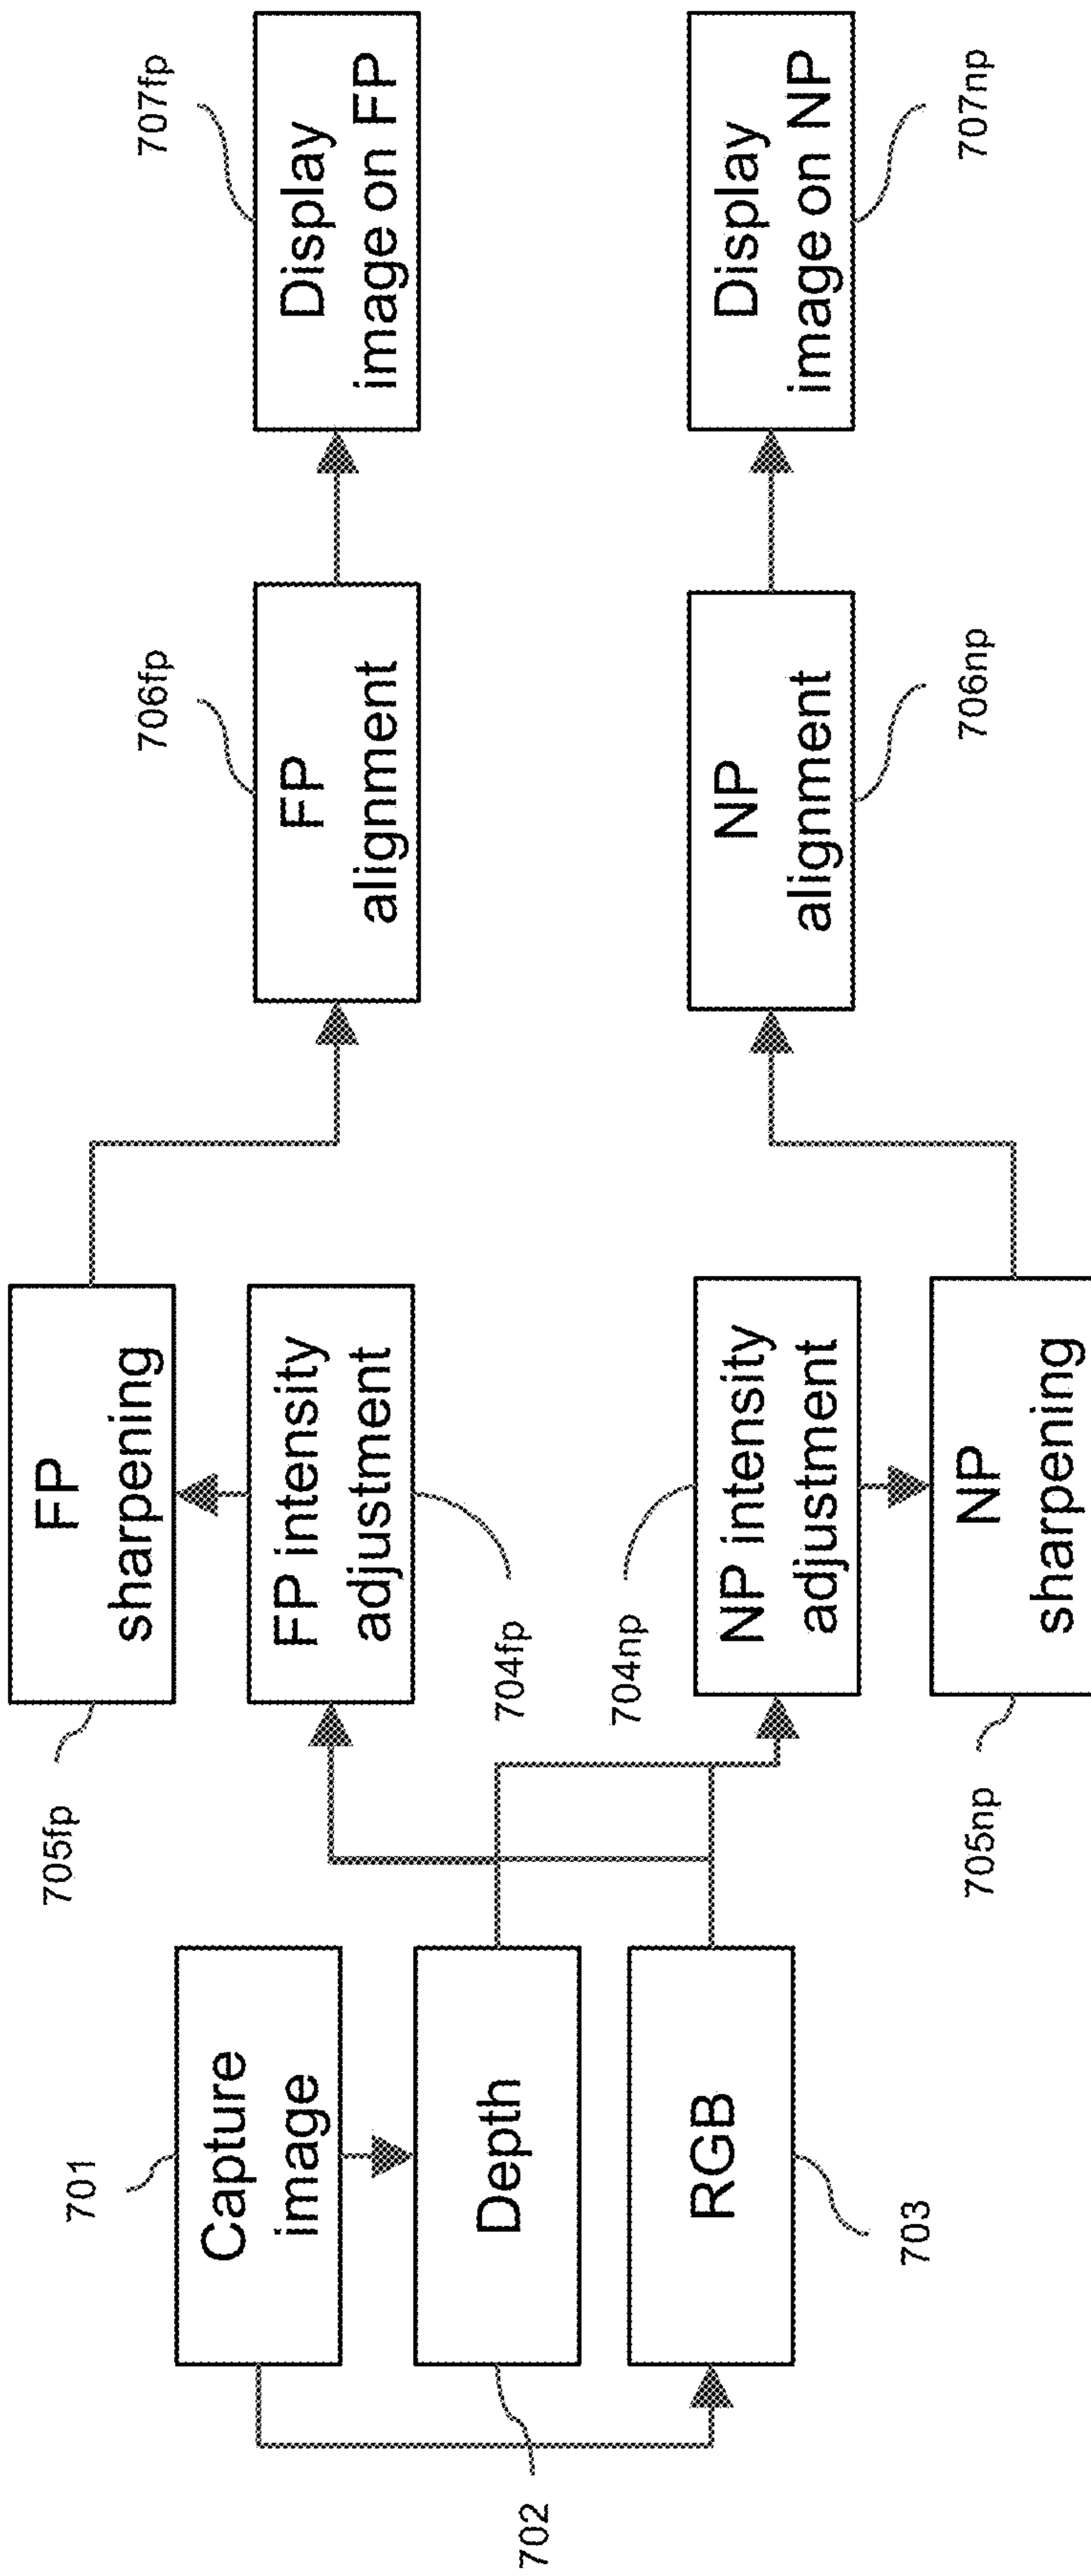 701
Capture
image
Depth
702
RGB
703
FP
sharpening
705fp
FP intensity
adjustment
704fp
704np
NP intensity
adjustment
NP
sharpening
705np
706fp
FP
alignment
NP
alignment
706np
707fp
Display
image on FP
Display
image on NP
707np